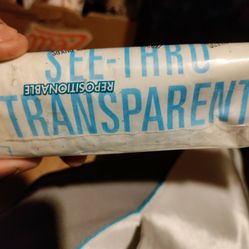 SEE-THRU
REPOSITIONABLE
TRANSPARENT